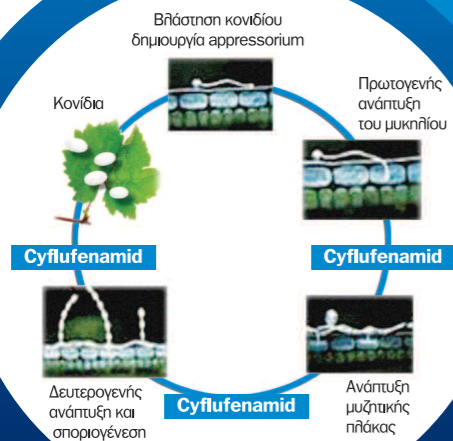 Βλάστηση κονιδίου
δημιουργία appressorium
Κονίδια
Πρωτογενής
ανάπτυξη
του μυκηλίου
Cyflufenamid
Cyflufenamid
Δευτερογενής
ανάπτυξη και
σποριογένεση
Cyflufenamid
Ανάπτυξη
μυζητικής
πλάκας